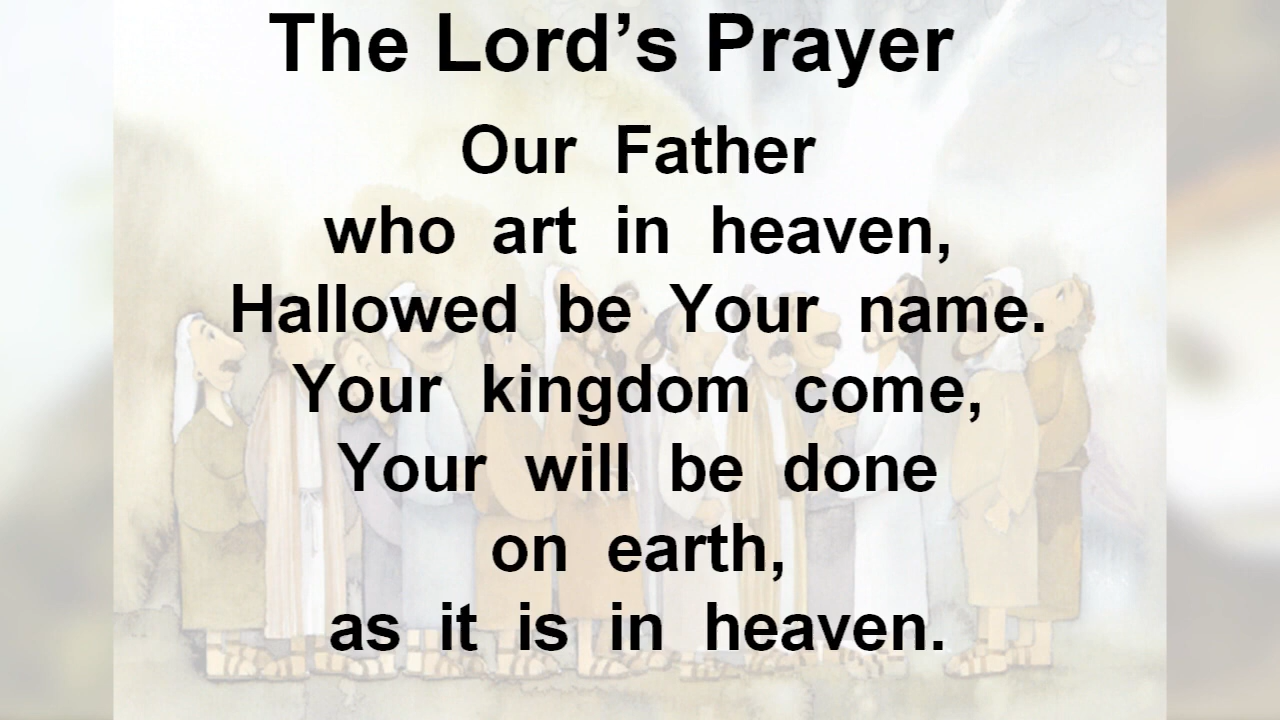 The Lord’s Prayer
Our Father
who art in heaven,
Hallowed be Your name.
Your kingdom come,
Your will be done
on earth,
as it is in heaven.